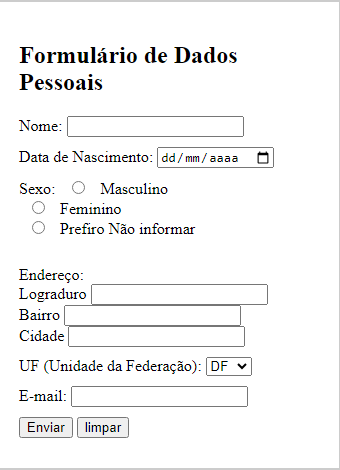 Formulário de Dados
Pessoais
Nome:
Data de Nascimento: dd/mm/aaaa
Sexo: Masculino
Feminino
Prefiro Não informar
Endereço:
Lograduro
Bairro
Cidade
UF (Unidade da Federação): DF
E-mail:
Enviar limpar